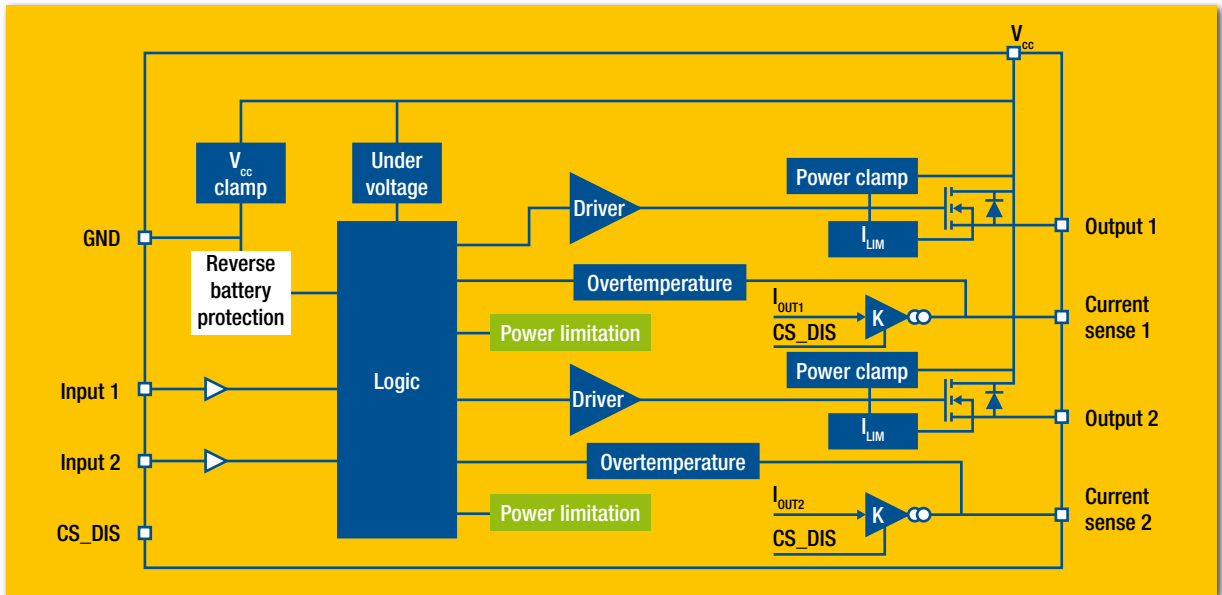 Vcc
Vcc
clamp
Under
voltage
Power clamp
Driver
GND
Output 1
ILIM
Reverse
battery
protection
Overtemperature
IOUT1
K
CS_DIS
Current
sense 1
Power limitation
Power clamp
Logic
Input 1
Driver
Output 2
ILIM
Input 2
Overtemperature
IOUT2
K
Current
sense 2
Power limitation
CS_DIS
CS_DIS